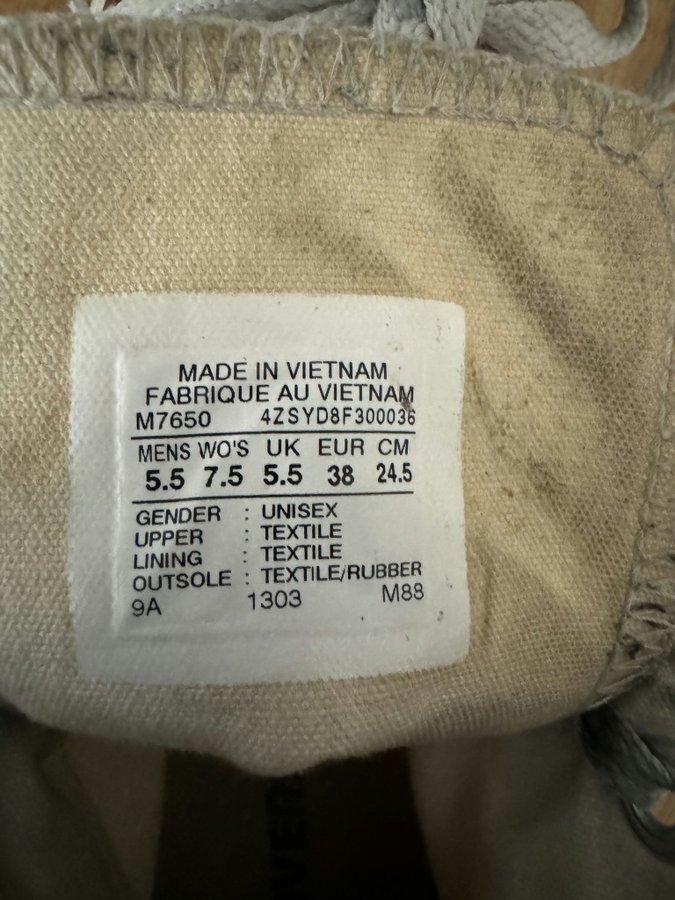 MADE IN VIETNAM
FABRIQUE AU VIETNAM
M7650 4ZSYD8F300036
MENS WO'S UK EUR CM
5.5 7.5 5.5 38 24.5
GENDER : UNISEX
UPPER : TEXTILE
LINING : TEXTILE
OUTSOLE : TEXTILE/RUBBER
9A 1303 M88